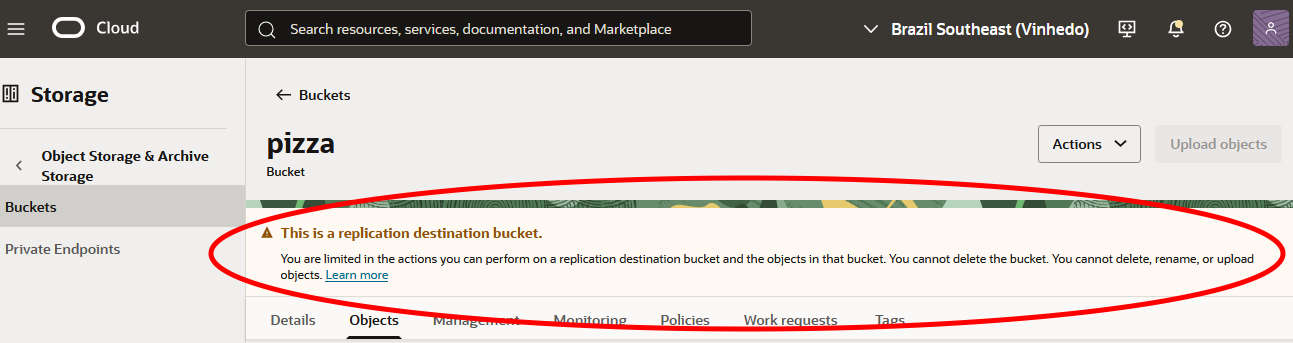 Cloud
Search resources, services, documentation, and Marketplace
Brazil Southeast (Vinhedo)
Storage
Object Storage & Archive
Storage
Buckets
Private Endpoints
Buckets
pizza
Bucket
Actions
Upload objects
This is a replication destination bucket.
You are limited in the actions you can perform on a replication destination bucket and the objects in that bucket. You cannot delete the bucket. You cannot delete, rename, or upload
objects. Learn more
Details Objects Management Monitoring Policies Work requests Tags